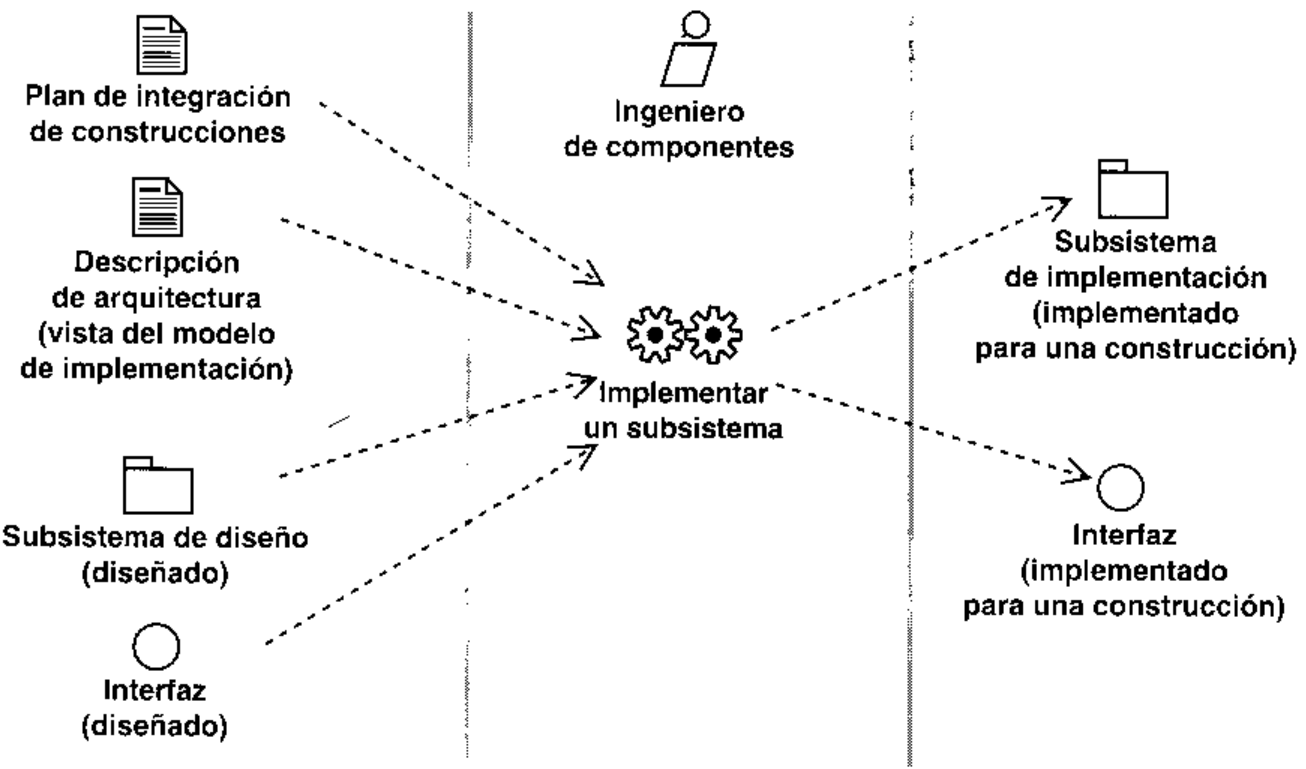 Plan de integración
de construcciones
Descripción
de arquitectura
(vista del modelo
de implementación)
Subsistema de diseño
(diseñado)
Interfaz
(diseñado)
Ingeniero
de componentes
Implementar
un subsistema
Subsistema
de implementación
(implementado
para una construcción)
Interfaz
(implementado
para una construcción)